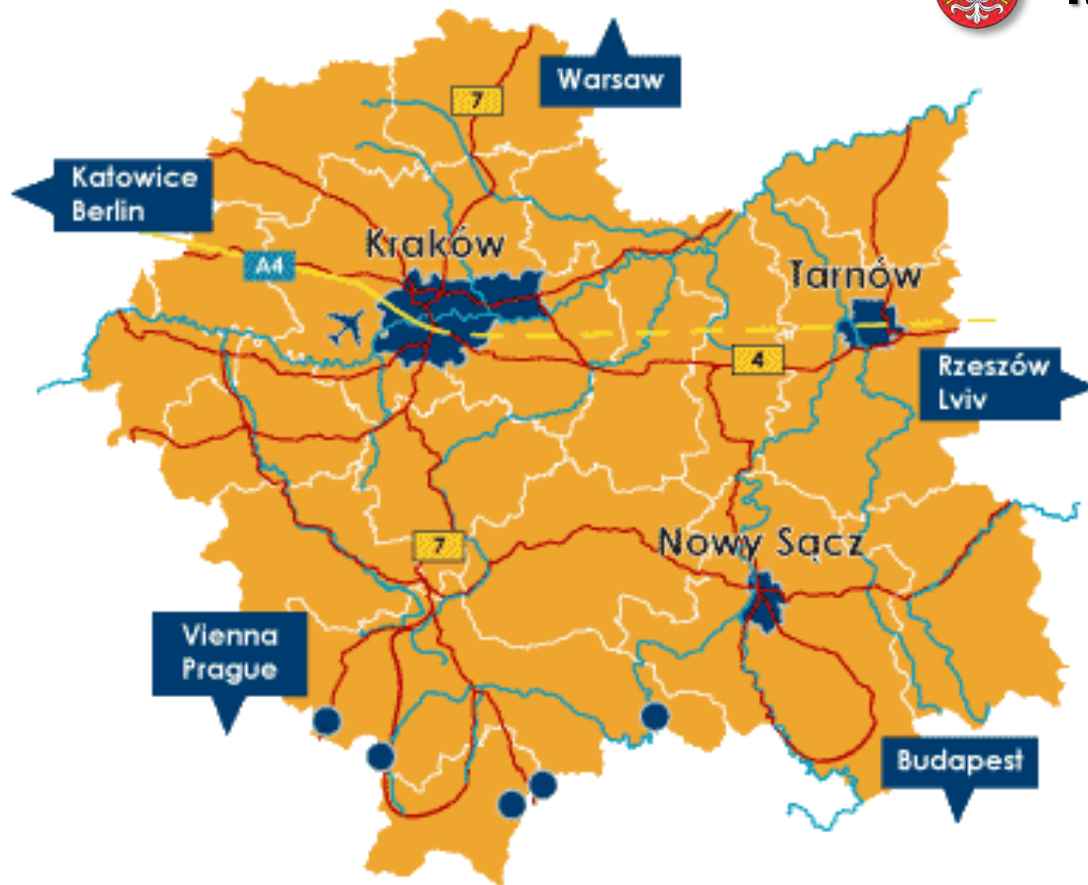 Warsaw
7
Katowice
Berlin
Kraków
A4
Tarnów
4
Rzeszów
Lviv
7
Nowy Sącz
Vienna
Prague
Budapest